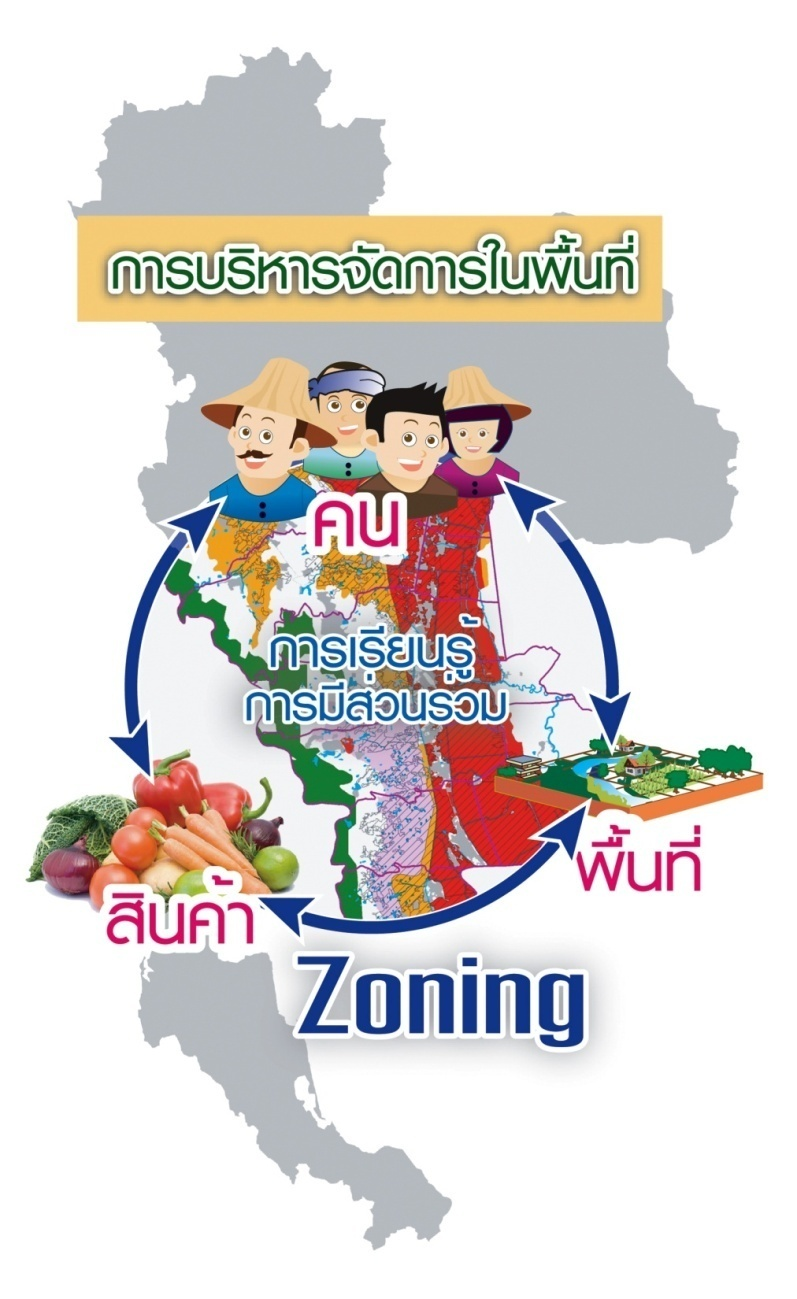 การบริหารจัดการในพื้นที่
คน
การเรียนรู้
การมีส่วนร่วม
พื้นที่
สินค้า
Zoning